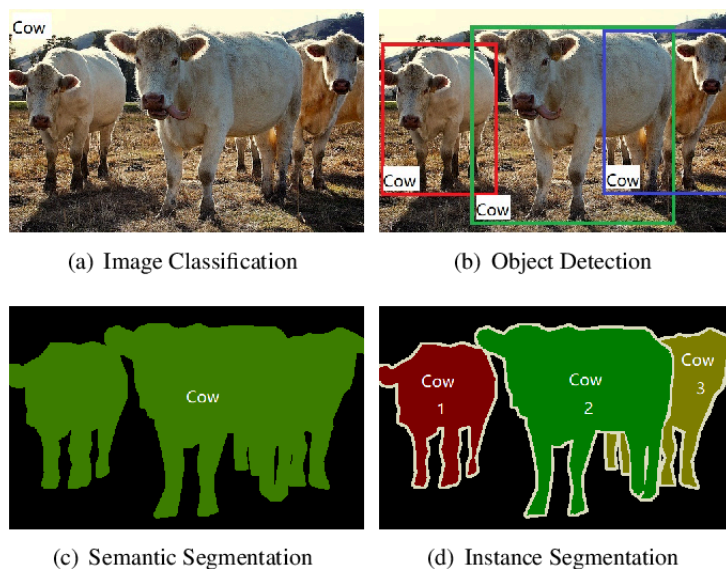 Cow
Cow
Cow
Cow
(a) Image Classification
(b) Object Detection
Cow
Cow
1
Cow
2
Cow
3
(c) Semantic Segmentation
(d) Instance Segmentation